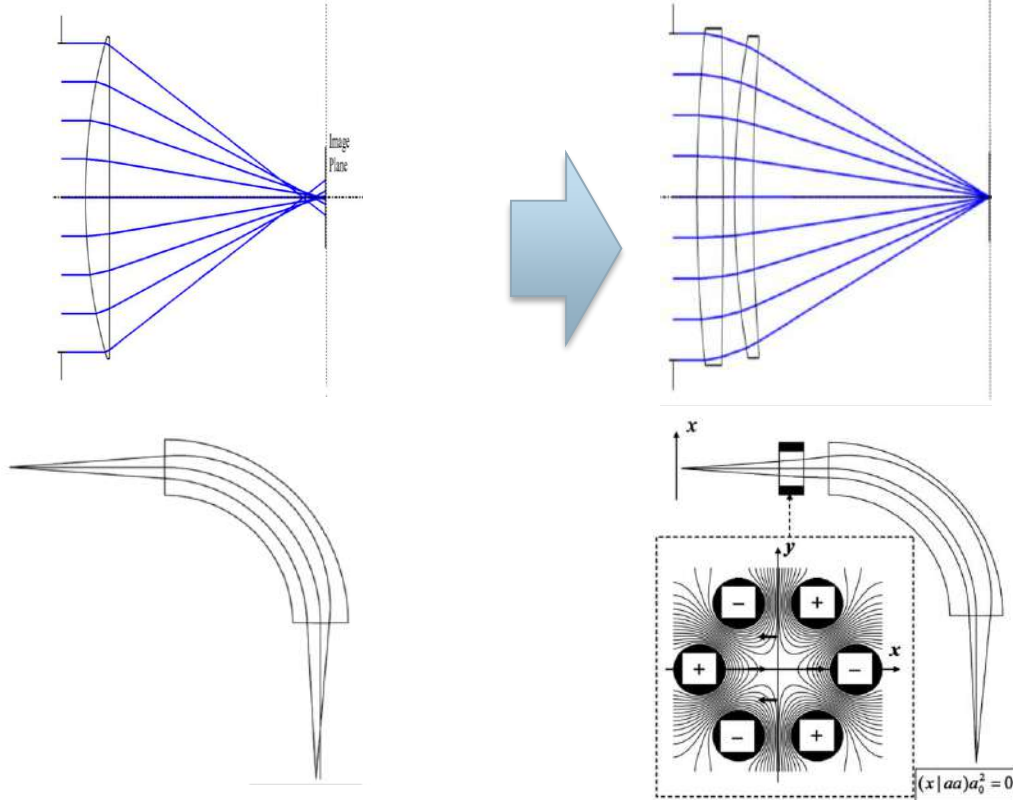 Image
Plane
x
y
− +
x
+ −
− +
(x|aa)a₀² = 0